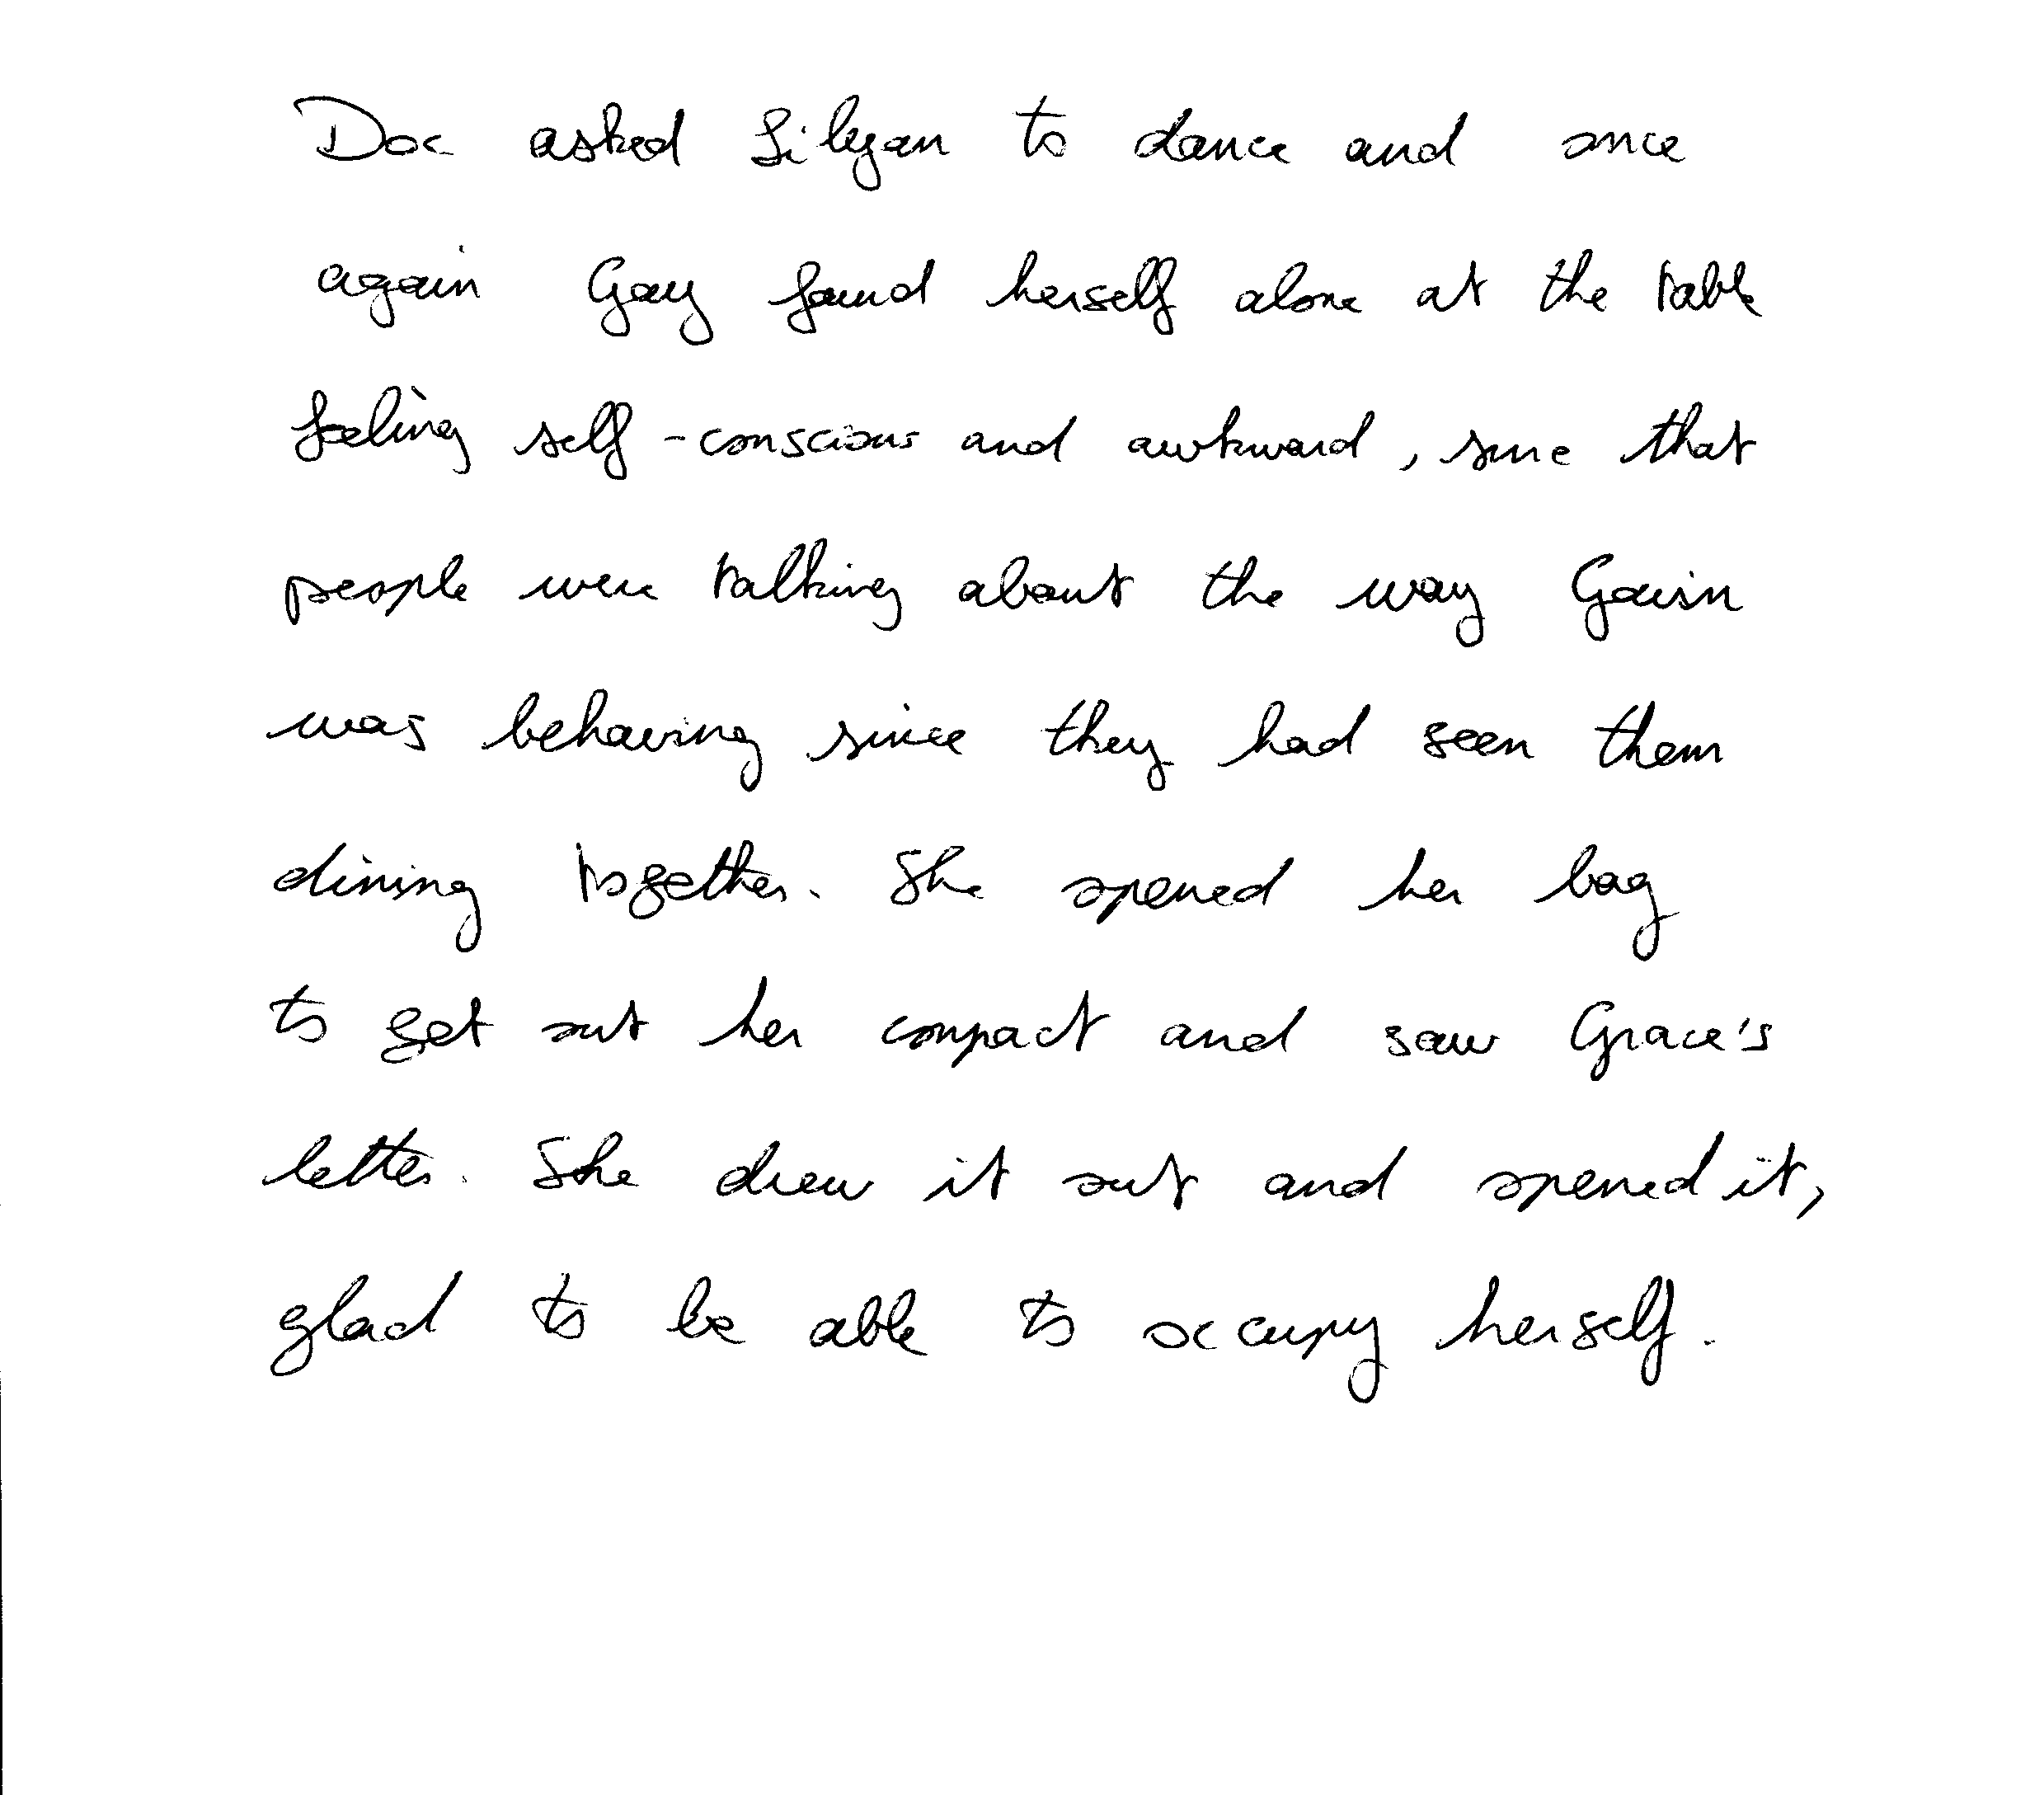 Doc asked Lilyan to dance and once
again Gay found herself alone at the table
feeling self-conscious and awkward, sure that
people were talking about the way Gavin
was behaving since they had seen them
dining together. She opened her bag
to get out her compact and saw Grace's
letter. She drew it out and opened it,
glad to be able to occupy herself.